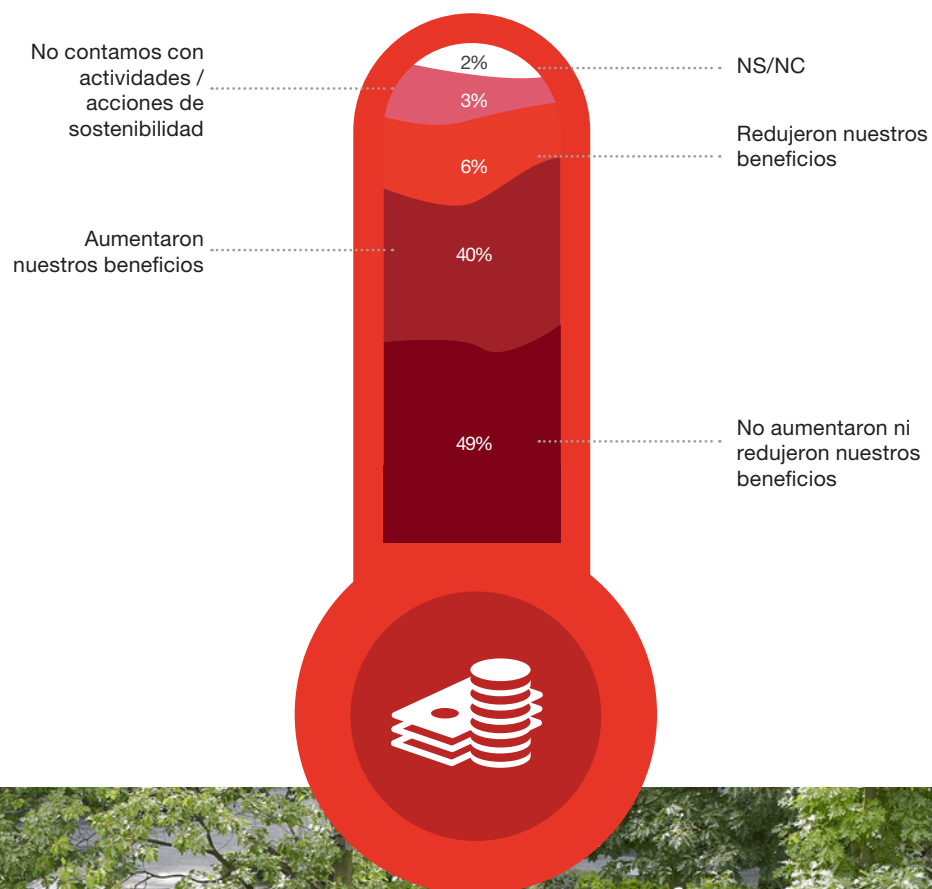 No contamos con
actividades /
acciones de
sostenibilidad
2%
NS/NC
3%
Redujeron nuestros
beneficios
6%
Aumentaron
nuestros beneficios
40%
49%
No aumentaron ni
redujeron nuestros
beneficios